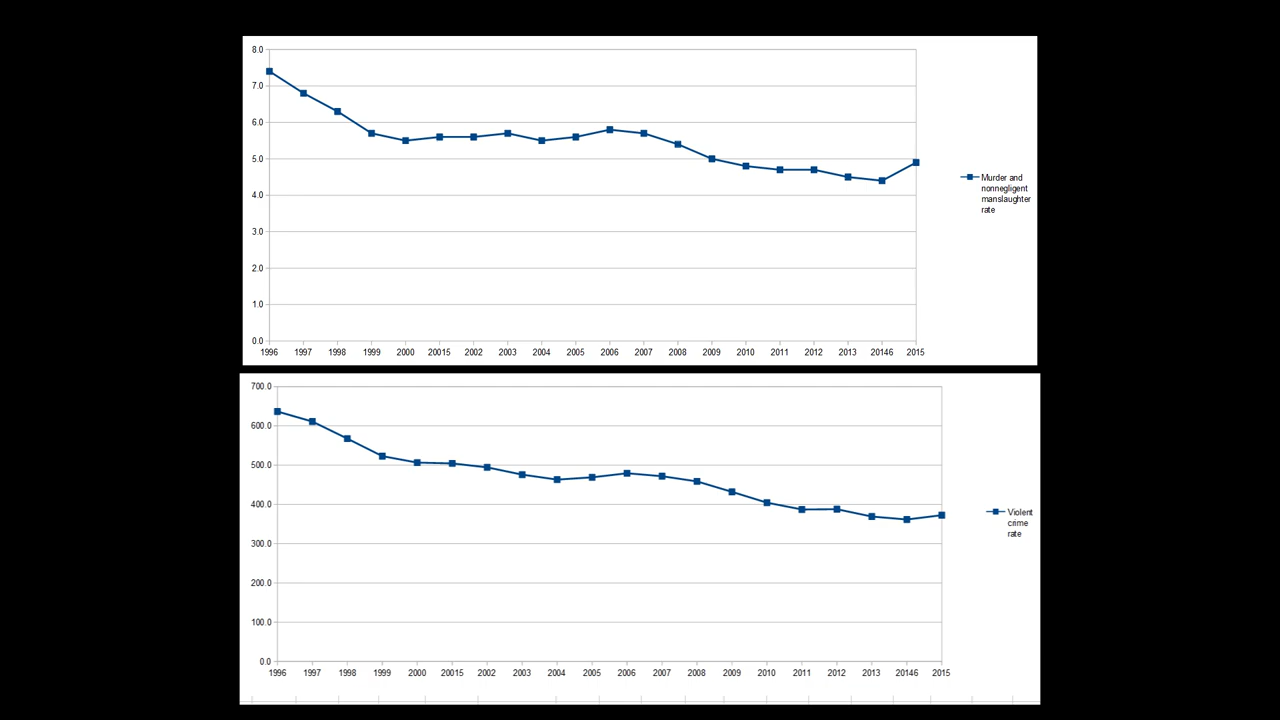 8.0
7.0
6.0
5.0
4.0
3.0
2.0
1.0
0.0
1996 1997 1998 1999 2000 20015 2002 2003 2004 2005 2006 2007 2008 2009 2010 2011 2012 2013 20146 2015
Murder and
nonnegligent
manslaughter
rate
700.0
600.0
500.0
400.0
300.0
200.0
100.0
0.0
1996 1997 1998 1999 2000 20015 2002 2003 2004 2005 2006 2007 2008 2009 2010 2011 2012 2013 20146 2015
Violent
crime
rate